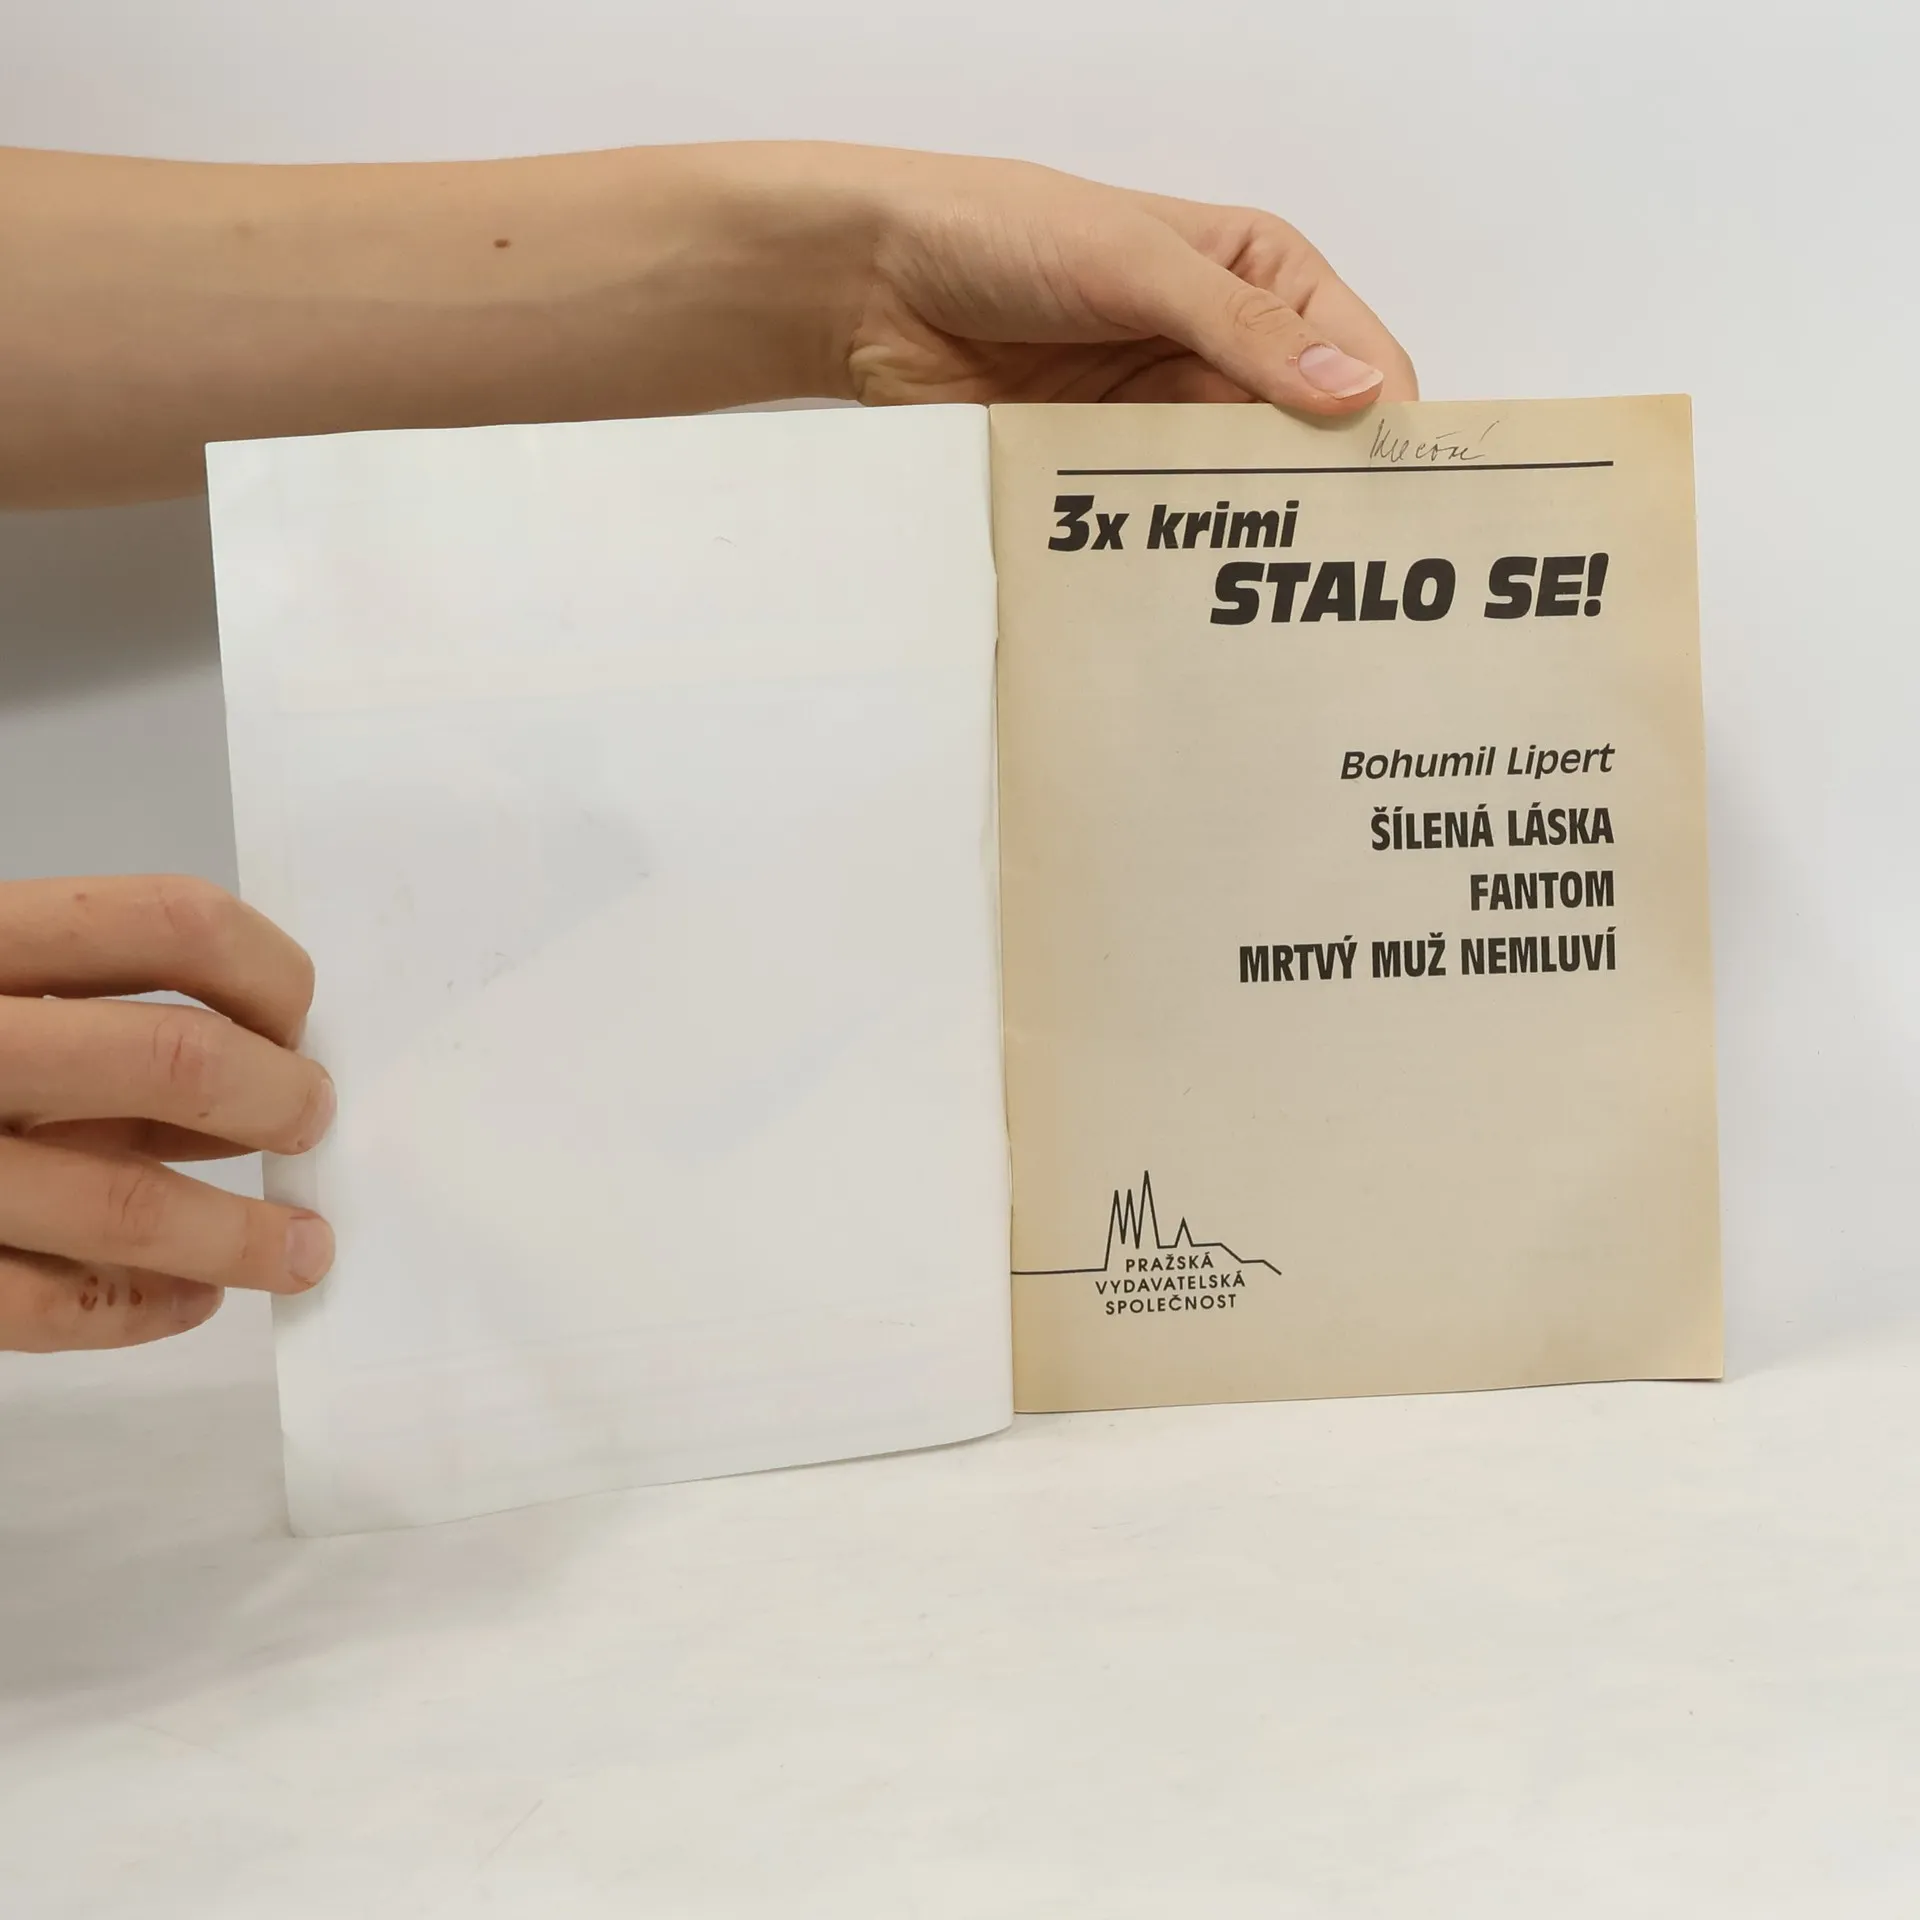 3x krimi
STALO SE!
Bohumil Lipert
ŠÍLENÁ LÁSKA
FANTOM
MRTVÝ MUŽ NEMLUVÍ
PRAŽSKÁ
VYDAVATELSKÁ
SPOLEČNOST